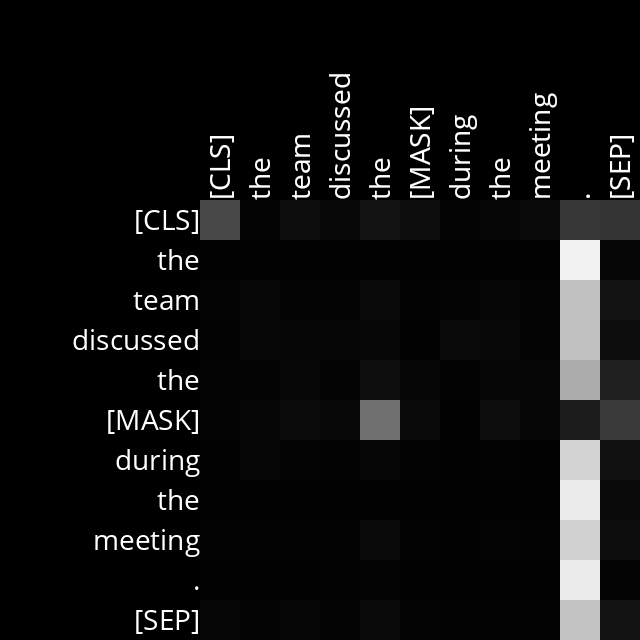 [CLS] the team discussed the [MASK] during the meeting . [SEP]
[CLS]
the
team
discussed
the
[MASK]
during
the
meeting
.
[SEP]